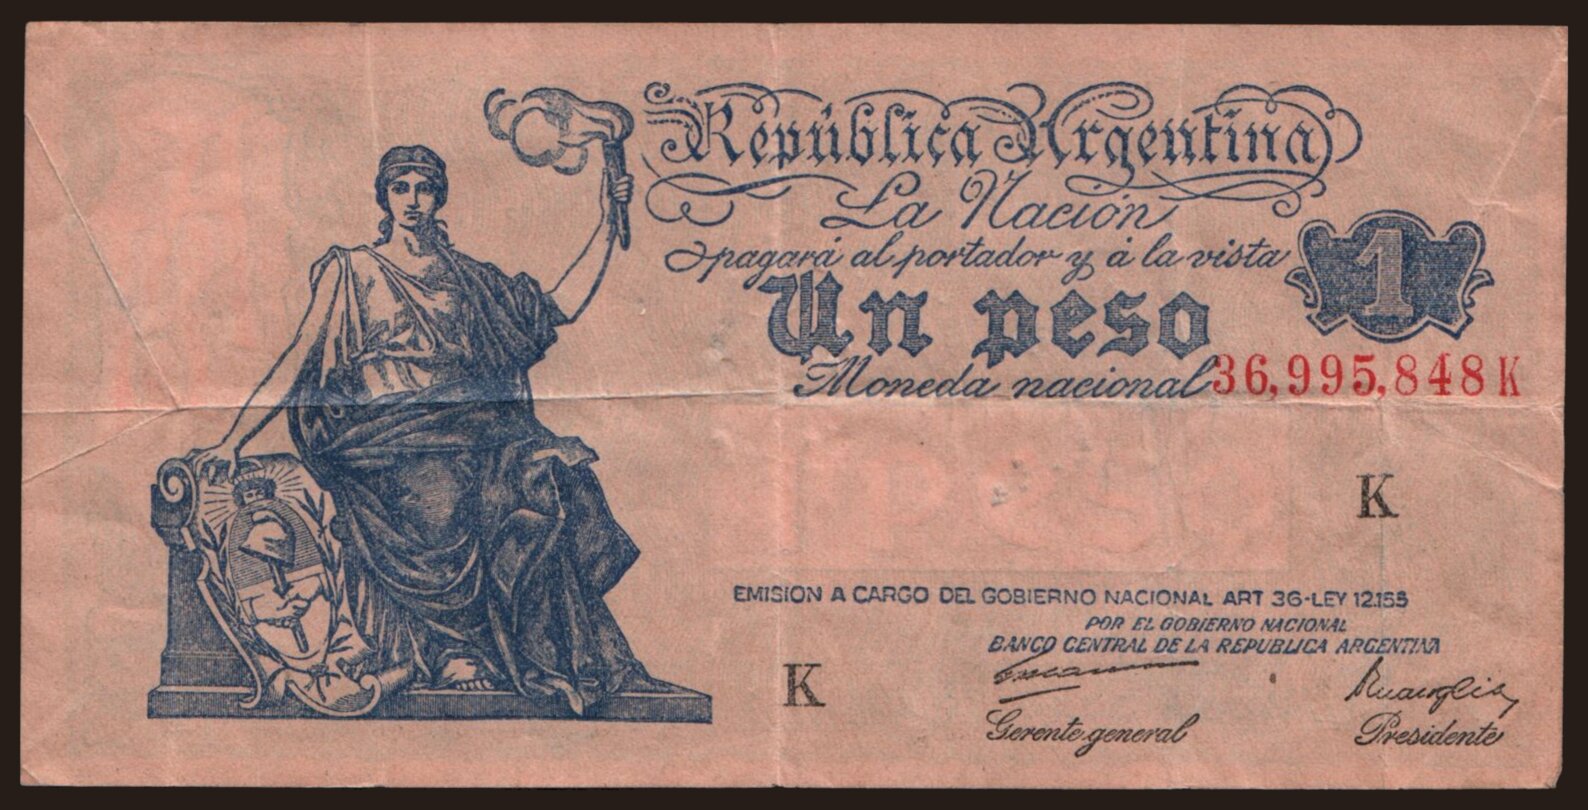 República Argentina
La Nación
pagará al portador y á la vista
1
Un peso
Moneda nacional
36,995,848 K
K
EMISION A CARGO DEL GOBIERNO NACIONAL ART 36-LEY 12.155
POR EL GOBIERNO NACIONAL
BANCO CENTRAL DE LA REPUBLICA ARGENTINA
K
Gerente general
Presidente